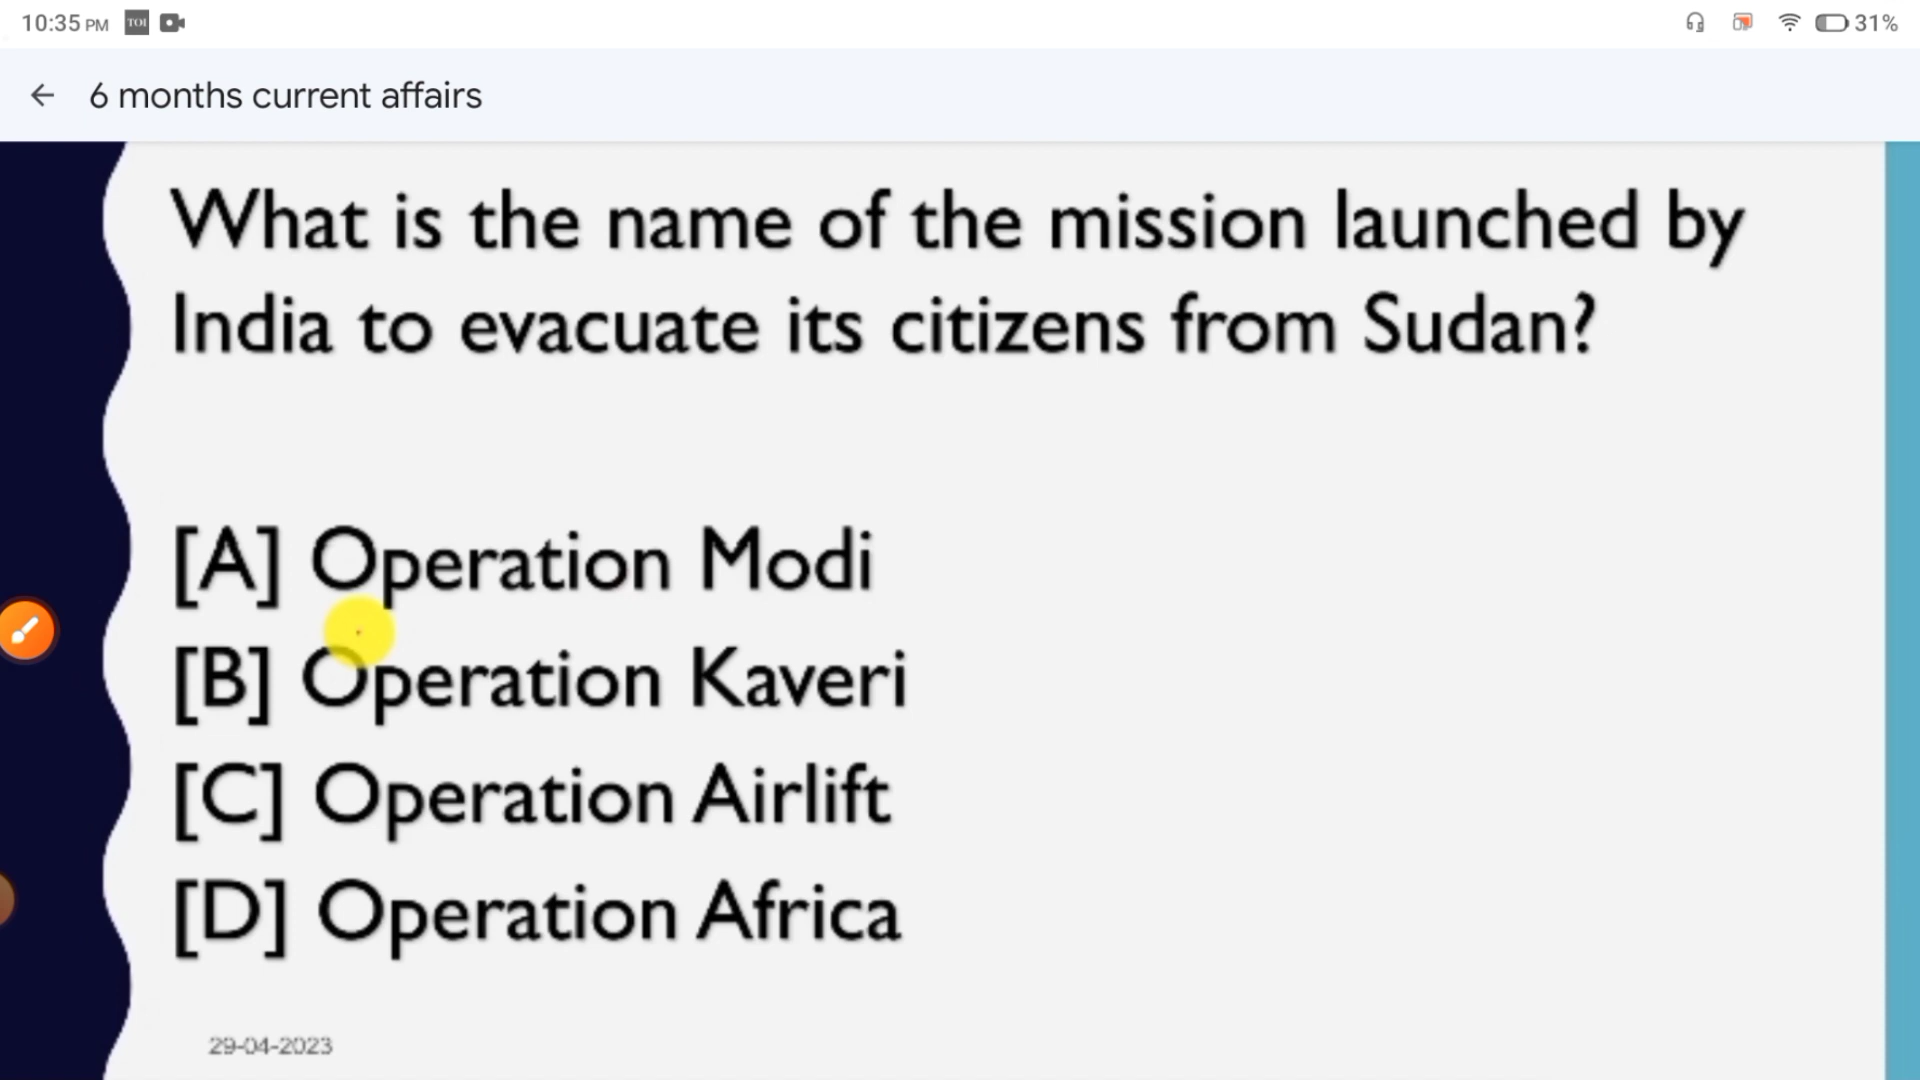 10:35 PM TOI 31%
6 months current affairs
What is the name of the mission launched by
India to evacuate its citizens from Sudan?
[A] Operation Modi
[B] Operation Kaveri
[C] Operation Airlift
[D] Operation Africa
29-04-2023